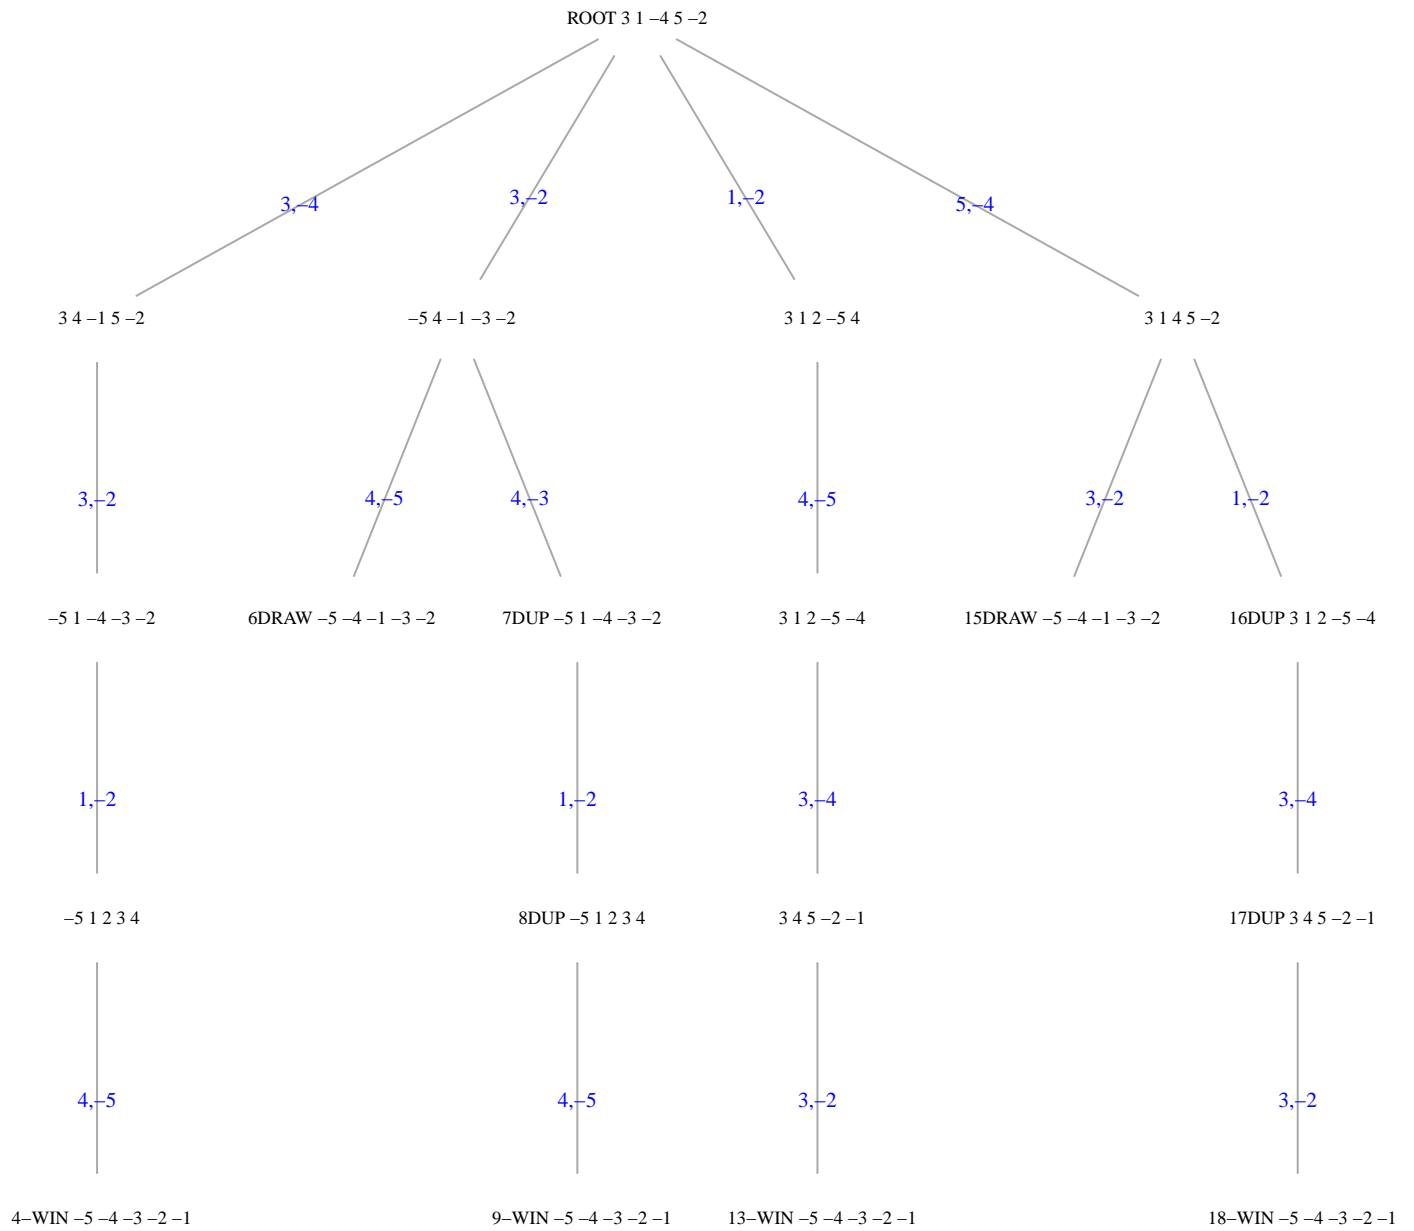 ROOT 3 1 –4 5 –2
3,–4
3,–2
1,–2
5,–4
3 4 –1 5 –2
–5 4 –1 –3 –2
3 1 2 –5 4
3 1 4 5 –2
3,–2
4,–5
4,–3
4,–5
3,–2
1,–2
–5 1 –4 –3 –2
6DRAW –5 –4 –1 –3 –2
7DUP –5 1 –4 –3 –2
3 1 2 –5 –4
15DRAW –5 –4 –1 –3 –2
16DUP 3 1 2 –5 –4
1,–2
1,–2
3,–4
3,–4
–5 1 2 3 4
8DUP –5 1 2 3 4
3 4 5 –2 –1
17DUP 3 4 5 –2 –1
4,–5
4,–5
3,–2
3,–2
4–WIN –5 –4 –3 –2 –1
9–WIN –5 –4 –3 –2 –1
13–WIN –5 –4 –3 –2 –1
18–WIN –5 –4 –3 –2 –1